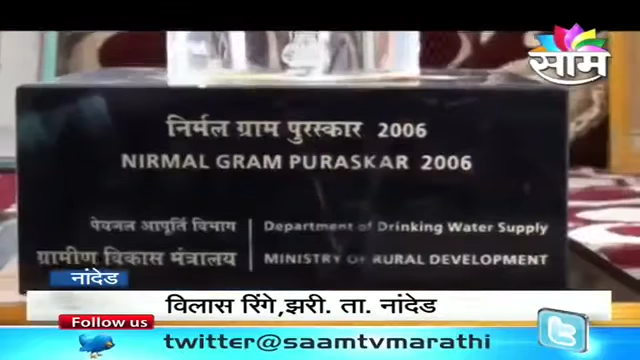 साम
निर्मल ग्राम पुरस्कार 2006
NIRMAL GRAM PURASKAR 2006
पेयजल आपूर्ति विभाग
Department of Drinking Water Supply
ग्रामीण विकास मंत्रालय
MINISTRY OF RURAL DEVELOPMENT
नांदेड
विलास रिंगे,झरी. ता. नांदेड
Follow us
twitter@saamtvmarathi